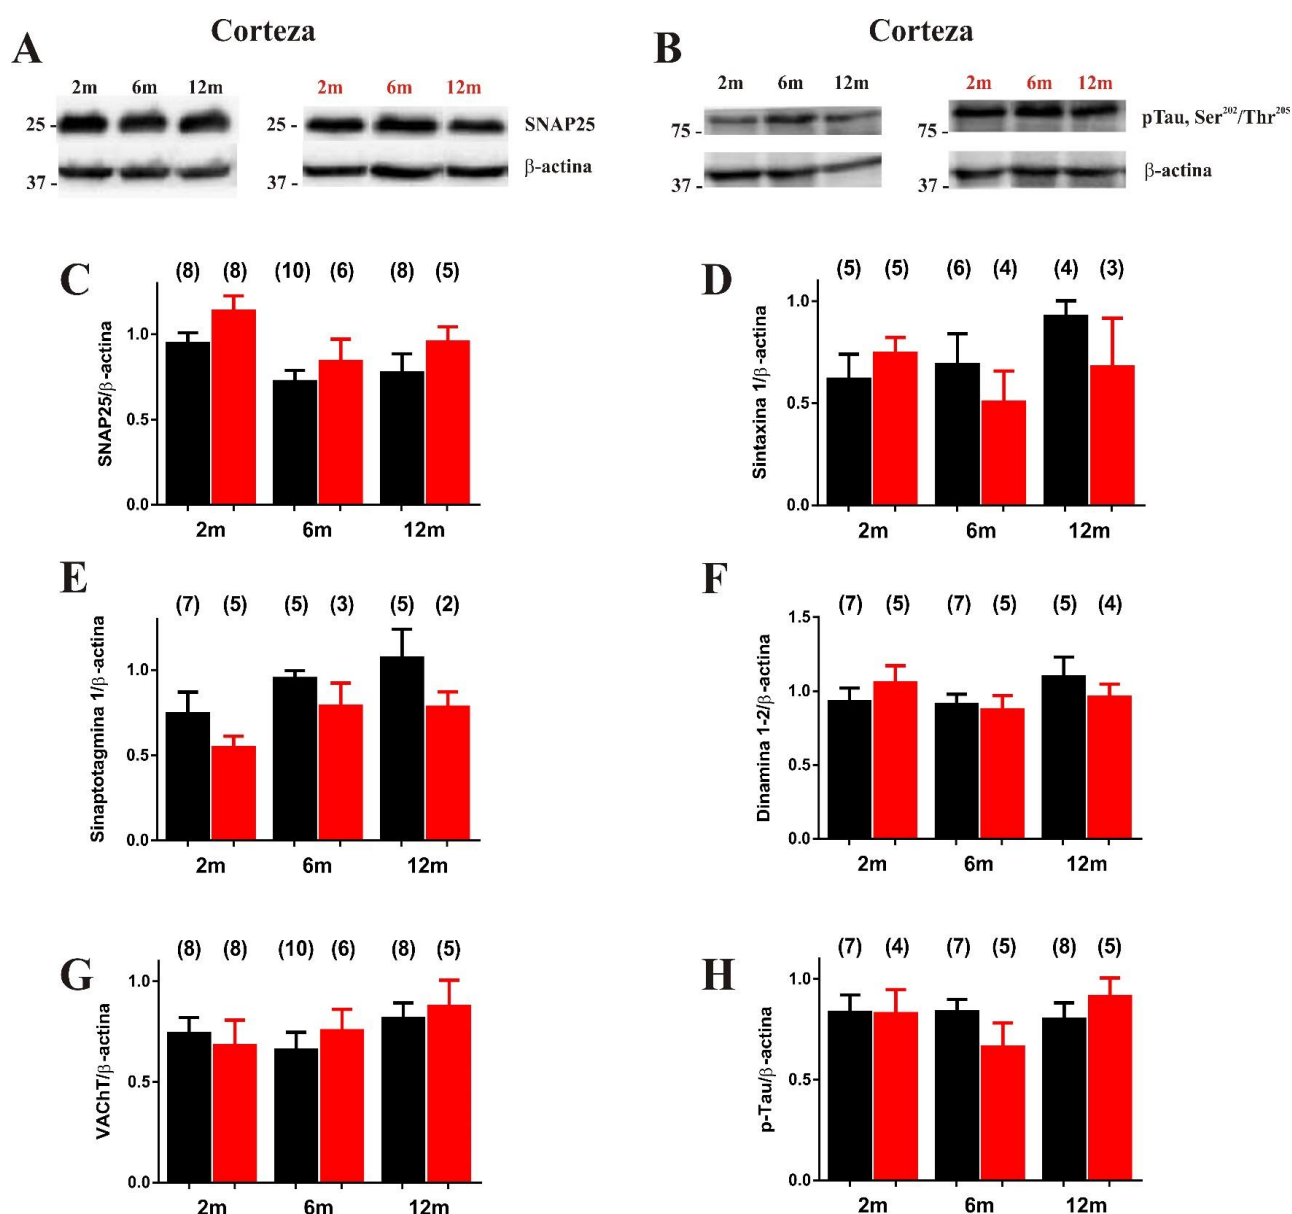 A
Corteza
2m 6m 12m
2m 6m 12m
25 -
SNAP25
37 -
β-actina
B
Corteza
2m 6m 12m
2m 6m 12m
75 -
75 -
pTau, Ser202/Thr205
37 -
37 -
β-actina
C
(8) (8) (10) (6) (8) (5)
SNAP25/β-actina
1.0
0.5
0.0
2m 6m 12m
D
(5) (5) (6) (4) (4) (3)
Sintaxina 1/β-actina
1.0
0.5
0.0
2m 6m 12m
E
(7) (5) (5) (3) (5) (2)
Sinaptotagmina 1/β-actina
1.0
0.5
0.0
2m 6m 12m
F
(7) (5) (7) (5) (5) (4)
Dinamina 1-2/β-actina
1.5
1.0
0.5
0.0
2m 6m 12m
G
(8) (8) (10) (6) (8) (5)
VAChT/β-actina
1.0
0.5
0.0
2m 6m 12m
H
(7) (4) (7) (5) (8) (5)
p-Tau/β-actina
1.0
0.5
0.0
2m 6m 12m
25 -
37 -